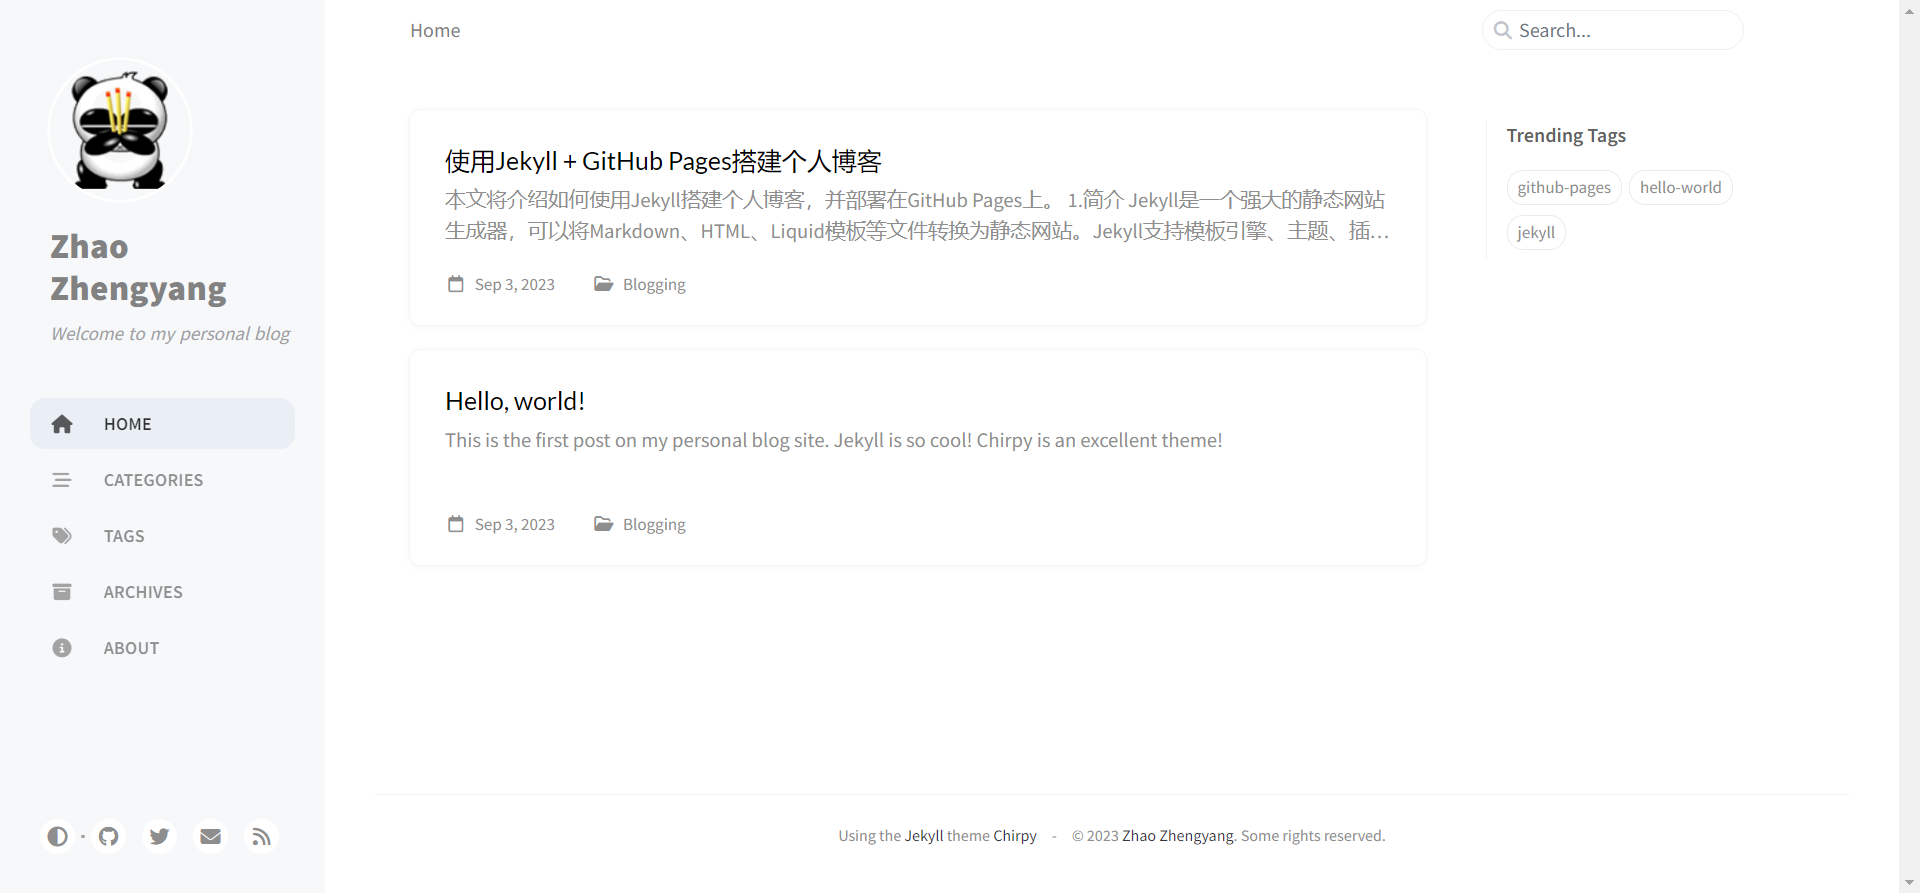 Zhao
Zhengyang
Welcome to my personal blog
HOME
CATEGORIES
TAGS
ARCHIVES
ABOUT
Home
Search...
使用Jekyll + GitHub Pages搭建个人博客
本文将介绍如何使用Jekyll搭建个人博客，并部署在GitHub Pages上。 1.简介 Jekyll是一个强大的静态网站
生成器，可以将Markdown、HTML、Liquid模板等文件转换为静态网站。Jekyll支持模板引擎、主题、插…
Sep 3, 2023 Blogging
Hello, world!
This is the first post on my personal blog site. Jekyll is so cool! Chirpy is an excellent theme!
Sep 3, 2023 Blogging
Trending Tags
github-pages hello-world
jekyll
Using the Jekyll theme Chirpy - © 2023 Zhao Zhengyang. Some rights reserved.